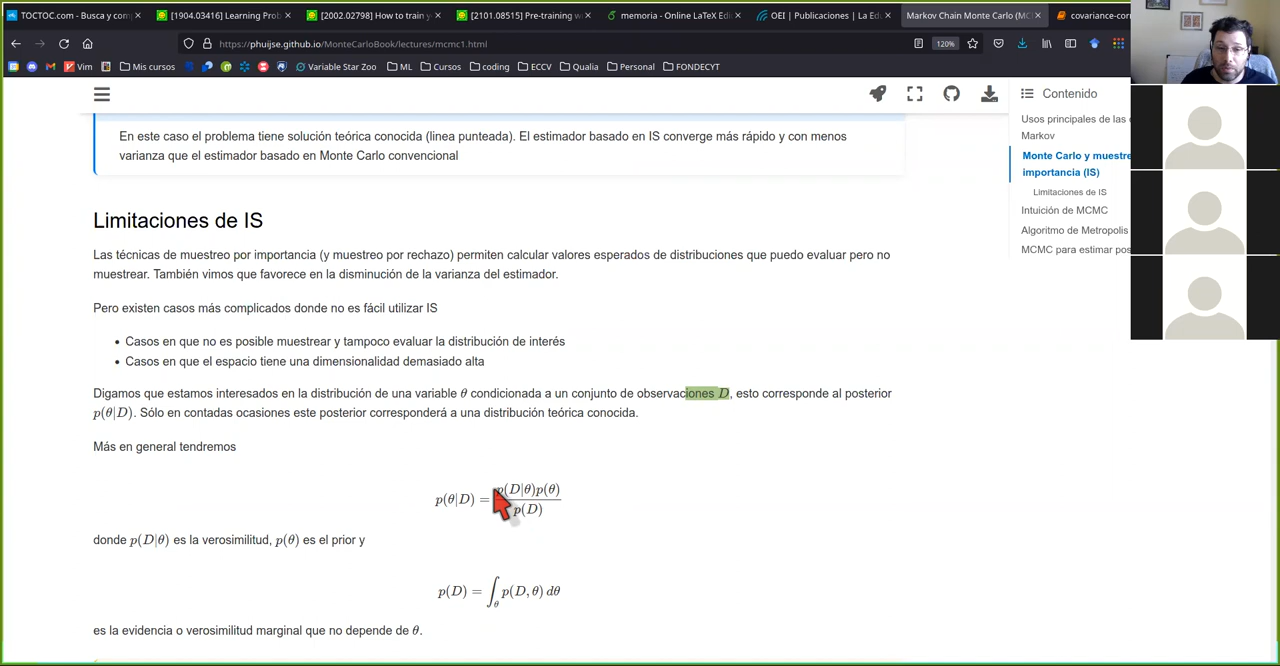 TOCTOC.com - Busca y com
[1904.03416] Learning Prob
[2002.02798] How to train y
[2101.08515] Pre-training w
memoria - Online LaTeX Edi
OEI | Publicaciones | La Edu
Markov Chain Monte Carlo (MC
covariance-cor
https://phuijse.github.io/MonteCarloBook/lectures/mcmc1.html
120%
Vim
Mis cursos
Variable Star Zoo
ML
Cursos
coding
ECCV
Qualia
Personal
FONDECYT
Contenido
Usos principales de las
Markov
Monte Carlo y muestre
importancia (IS)
Limitaciones de IS
Intuición de MCMC
Algoritmo de Metropolis
MCMC para estimar pos
En este caso el problema tiene solución teórica conocida (linea punteada). El estimador basado en IS converge más rápido y con menos
varianza que el estimador basado en Monte Carlo convencional
Limitaciones de IS
Las técnicas de muestreo por importancia (y muestreo por rechazo) permiten calcular valores esperados de distribuciones que puedo evaluar pero no
muestrear. También vimos que favorece en la disminución de la varianza del estimador.
Pero existen casos más complicados donde no es fácil utilizar IS
• Casos en que no es posible muestrear y tampoco evaluar la distribución de interés
• Casos en que el espacio tiene una dimensionalidad demasiado alta
Digamos que estamos interesados en la distribución de una variable θ condicionada a un conjunto de observaciones D, esto corresponde al posterior
p(θ|D). Sólo en contadas ocasiones este posterior corresponderá a una distribución teórica conocida.
Más en general tendremos
p(θ|D) = p(D|θ)p(θ)
p(D)
donde p(D|θ) es la verosimilitud, p(θ) es el prior y
p(D) = ∫θ p(D, θ) dθ
es la evidencia o verosimilitud marginal que no depende de θ.